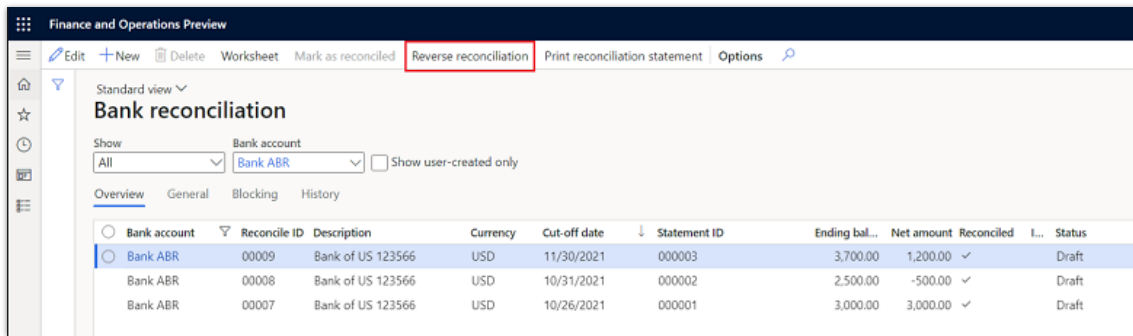 Finance and Operations Preview
Edit New Delete Worksheet Mark as reconciled Reverse reconciliation Print reconciliation statement Options
Standard view
Bank reconciliation
Show Bank account
All Bank ABR Show user-created only
Overview General Blocking History
Bank account Reconcile ID Description Currency Cut-off date Statement ID Ending bal... Net amount Reconciled I... Status
Bank ABR 00009 Bank of US 123566 USD 11/30/2021 000003 3,700.00 1,200.00 Draft
Bank ABR 00008 Bank of US 123566 USD 10/31/2021 000002 2,500.00 -500.00 Draft
Bank ABR 00007 Bank of US 123566 USD 10/26/2021 000001 3,000.00 3,000.00 Draft